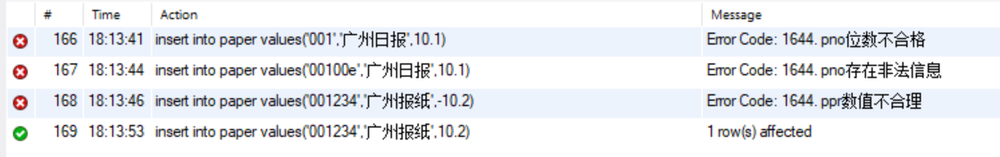 # Time Action Message
166 18:13:41 insert into paper values('001','广州日报',10.1) Error Code: 1644. pno位数不合格
167 18:13:44 insert into paper values('00100e','广州日报',10.1) Error Code: 1644. pno存在非法信息
168 18:13:46 insert into paper values('001234','广州报纸',-10.2) Error Code: 1644. ppr数值不合理
169 18:13:53 insert into paper values('001234','广州报纸',10.2) 1 row(s) affected